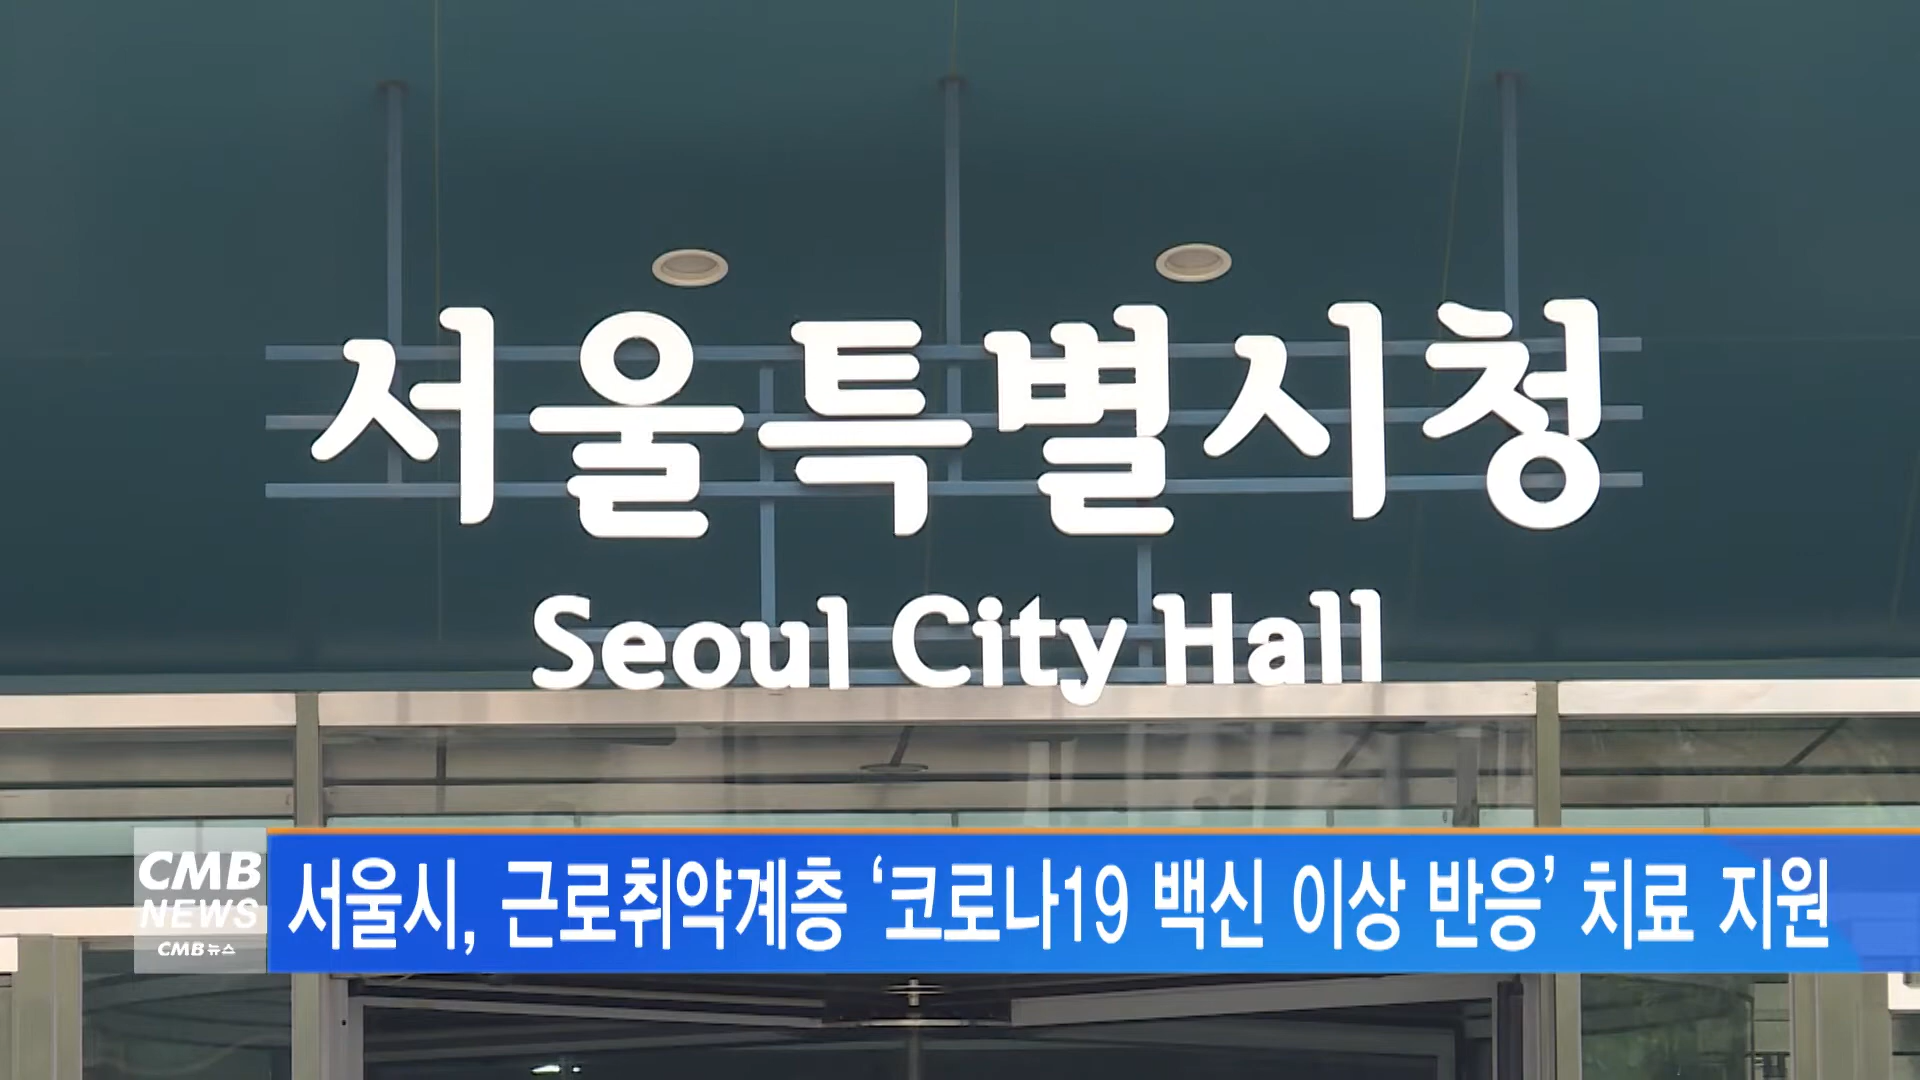 서울특별시청
Seoul City Hall
CMB
NEWS
CMB 뉴스
서울시, 근로취약계층 ‘코로나19 백신 이상 반응’ 치료 지원